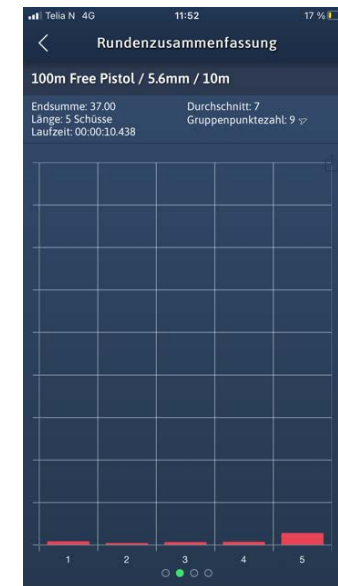 Telia N 4G 11:52 17 %
Rundenzusammenfassung
100m Free Pistol / 5.6mm / 10m
Endsumme: 37.00 Durchschnitt: 7
Länge: 5 Schüsse Gruppenpunktezahl: 9
Laufzeit: 00:00:10.438
1 2 3 4 5